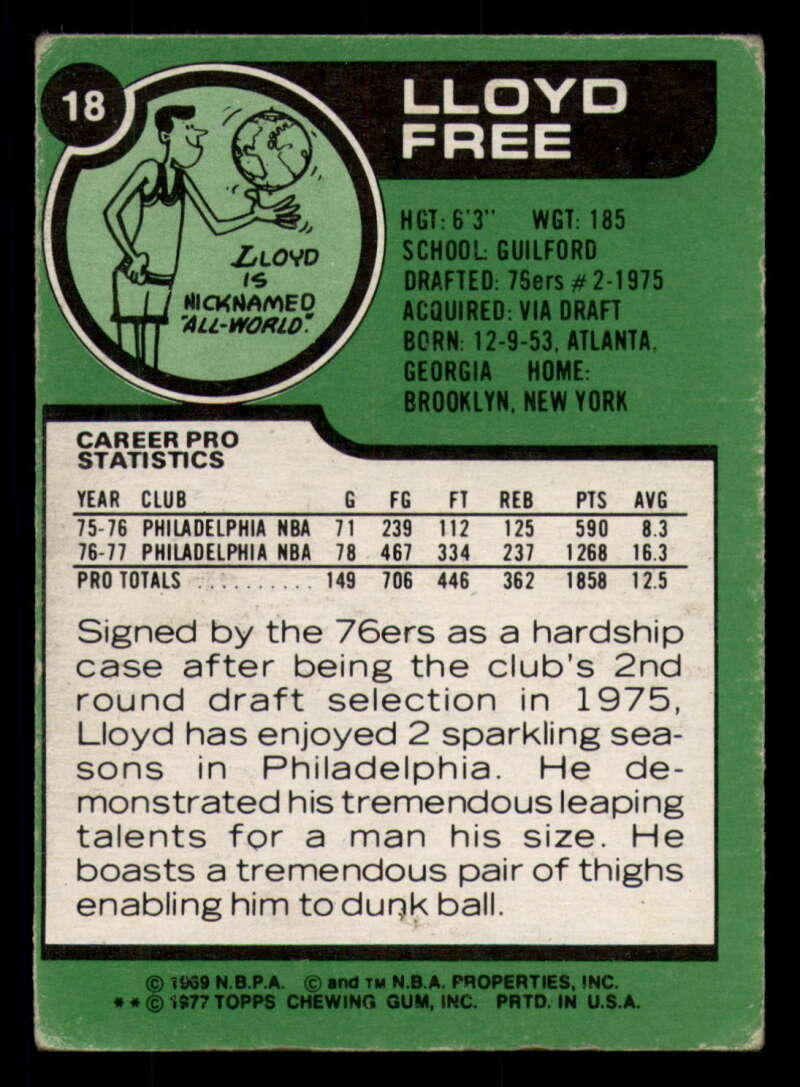 18
LLOYD
FREE
LLOYD
IS
NICKNAMED
"ALL-WORLD".
HGT: 6'3" WGT: 185
SCHOOL: GUILFORD
DRAFTED: 76ers #2-1975
ACQUIRED: VIA DRAFT
BORN: 12-9-53, ATLANTA,
GEORGIA HOME:
BROOKLYN, NEW YORK
CAREER PRO
STATISTICS
YEAR CLUB G FG FT REB PTS AVG
75-76 PHILADELPHIA NBA 71 239 112 125 590 8.3
76-77 PHILADELPHIA NBA 78 467 334 237 1268 16.3
PRO TOTALS .......... 149 706 446 362 1858 12.5
Signed by the 76ers as a hardship
case after being the club's 2nd
round draft selection in 1975,
Lloyd has enjoyed 2 sparkling sea-
sons in Philadelphia. He de-
monstrated his tremendous leaping
talents for a man his size. He
boasts a tremendous pair of thighs
enabling him to dunk ball.
© 1969 N.B.P.A. © and TM N.B.A. PROPERTIES, INC.
**© 1977 TOPPS CHEWING GUM, INC. PRTD. IN U.S.A.